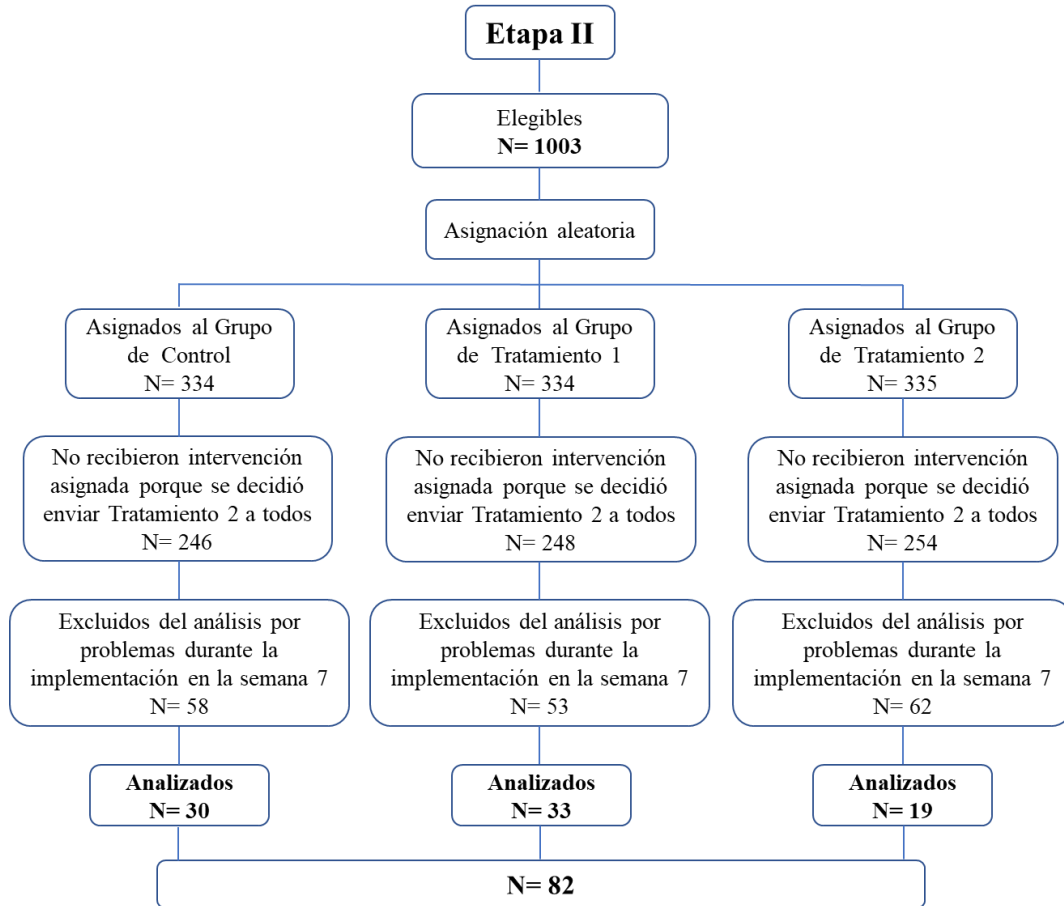 Etapa II
Elegibles
N= 1003
Asignación aleatoria
Asignados al Grupo
de Control
N= 334
Asignados al Grupo
de Tratamiento 1
N= 334
Asignados al Grupo
de Tratamiento 2
N= 335
No recibieron intervención
asignada porque se decidió
enviar Tratamiento 2 a todos
N= 246
No recibieron intervención
asignada porque se decidió
enviar Tratamiento 2 a todos
N= 248
No recibieron intervención
asignada porque se decidió
enviar Tratamiento 2 a todos
N= 254
Excluidos del análisis por
problemas durante la
implementación en la semana 7
N= 58
Excluidos del análisis por
problemas durante la
implementación en la semana 7
N= 53
Excluidos del análisis por
problemas durante la
implementación en la semana 7
N= 62
Analizados
N= 30
Analizados
N= 33
Analizados
N= 19
N= 82